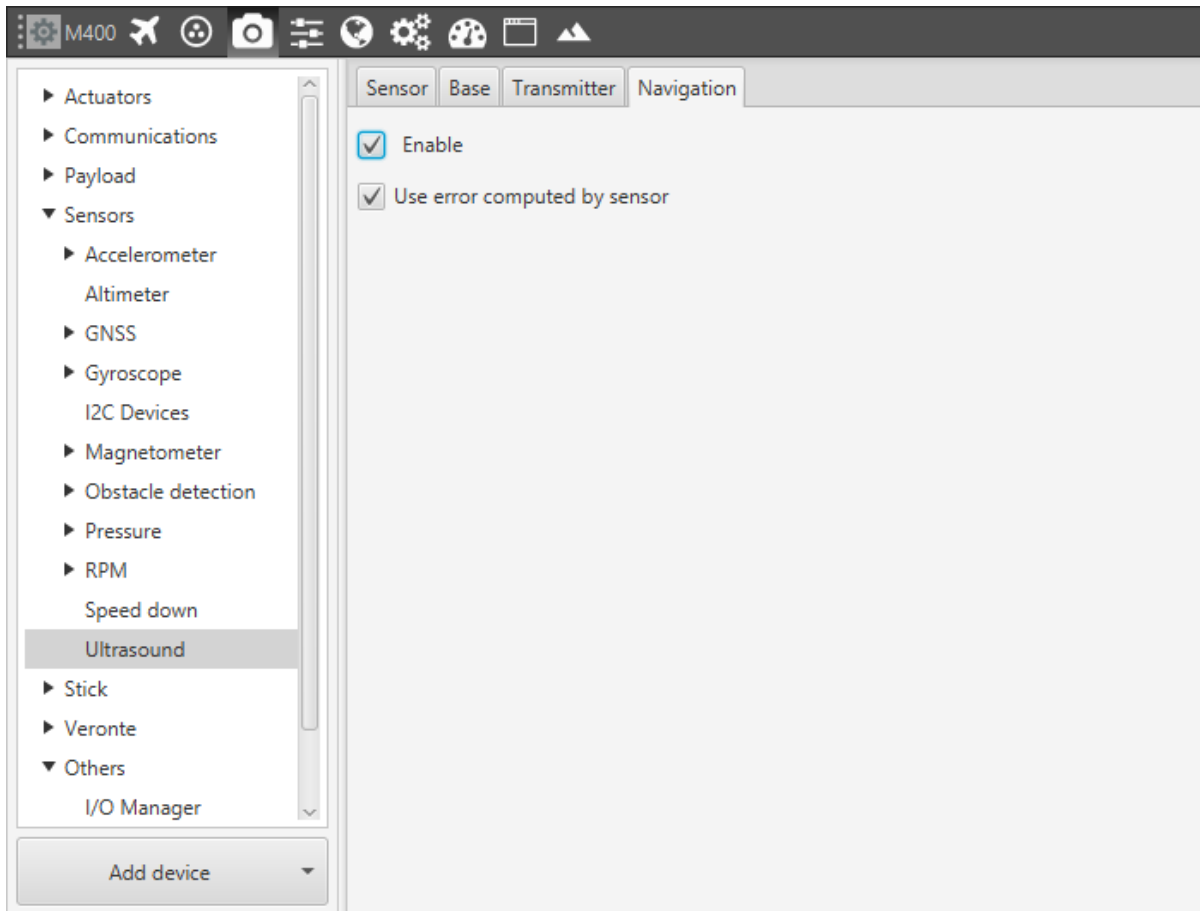 M400
Actuators
Communications
Payload
Sensors
Accelerometer
Altimeter
GNSS
Gyroscope
I2C Devices
Magnetometer
Obstacle detection
Pressure
RPM
Speed down
Ultrasound
Stick
Veronte
Others
I/O Manager
Add device
Sensor Base Transmitter Navigation
Enable
Use error computed by sensor